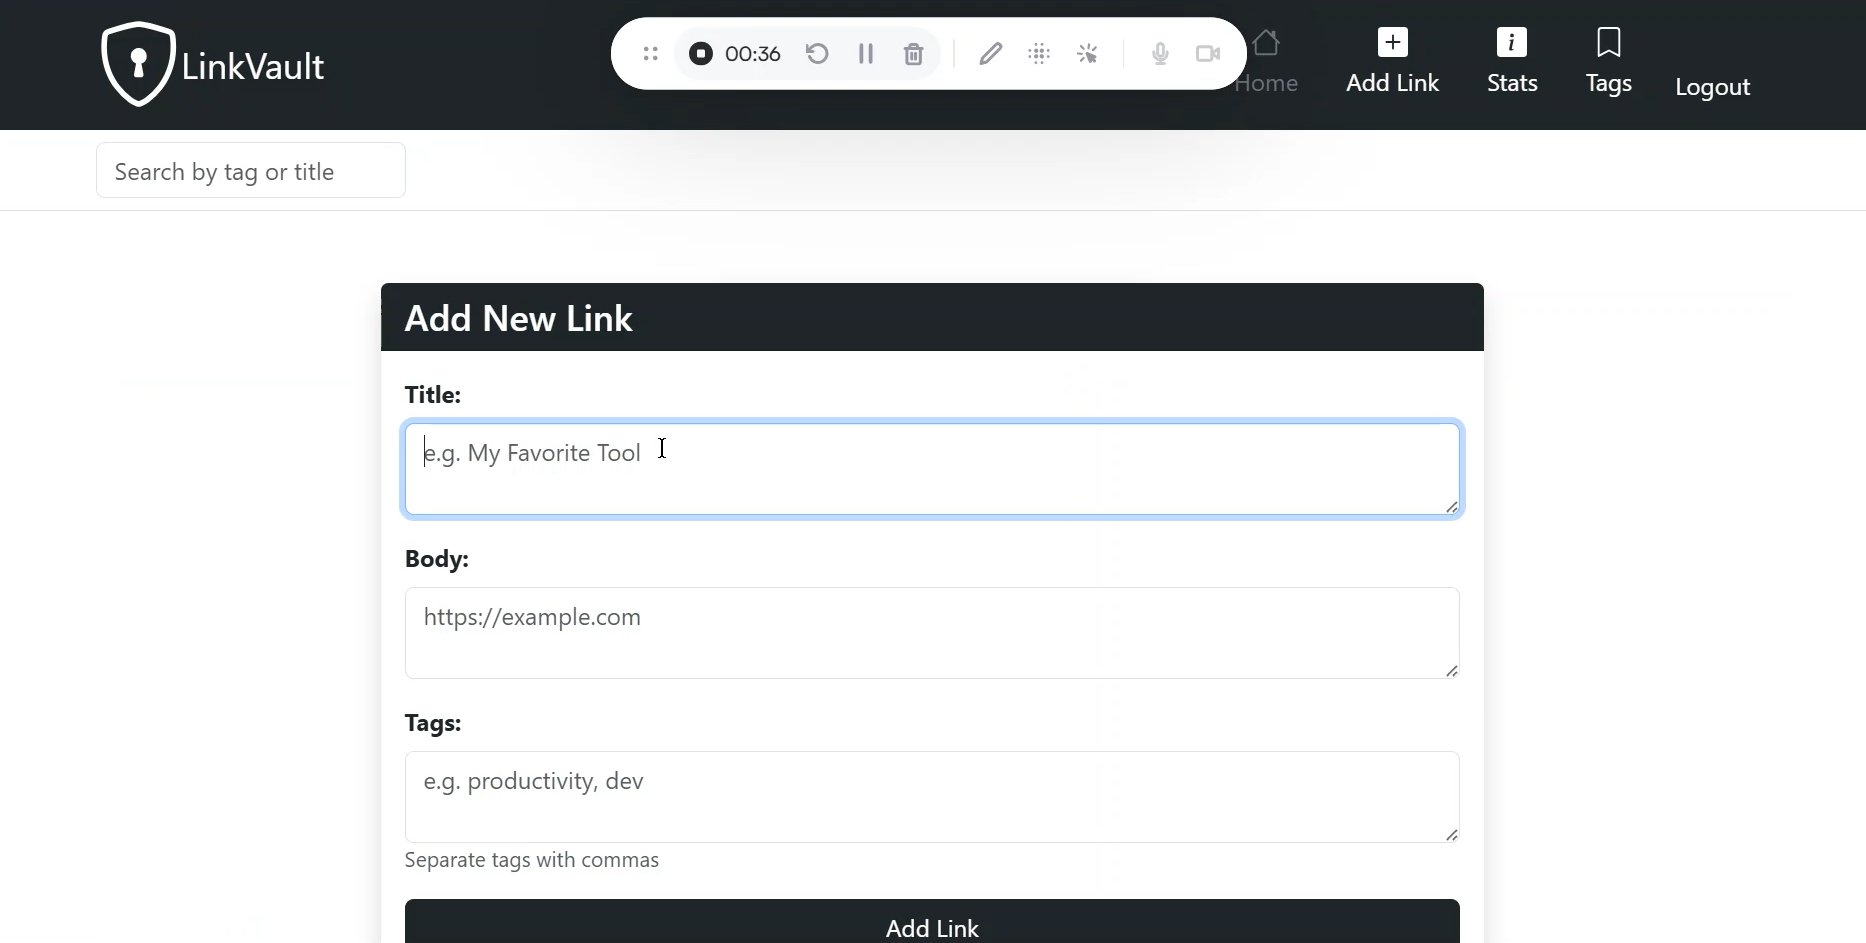 LinkVault
00:36
Home
Add Link
Stats
Tags
Logout
Search by tag or title
Add New Link
Title:
e.g. My Favorite Tool
Body:
https://example.com
Tags:
e.g. productivity, dev
Separate tags with commas
Add Link